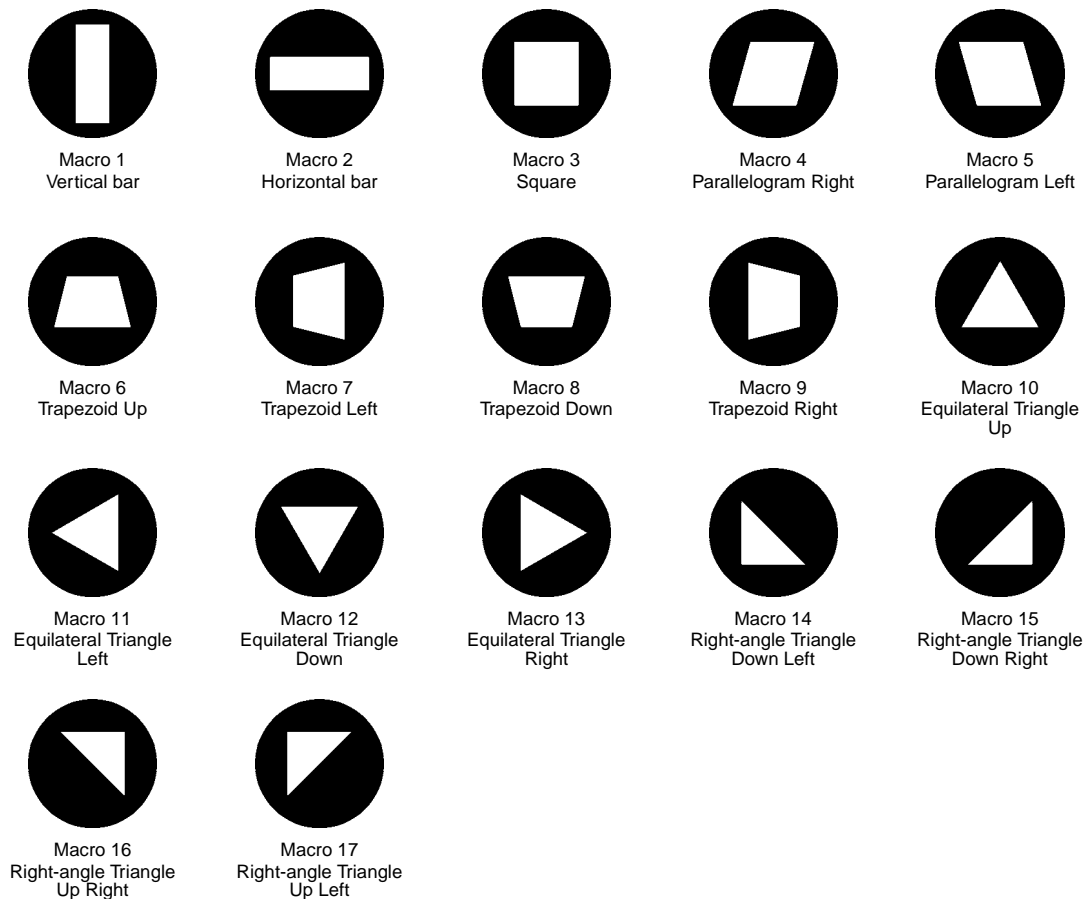 Macro 1
Vertical bar
Macro 2
Horizontal bar
Macro 3
Square
Macro 4
Parallelogram Right
Macro 5
Parallelogram Left
Macro 6
Trapezoid Up
Macro 7
Trapezoid Left
Macro 8
Trapezoid Down
Macro 9
Trapezoid Right
Macro 10
Equilateral Triangle
Up
Macro 11
Equilateral Triangle
Left
Macro 12
Equilateral Triangle
Down
Macro 13
Equilateral Triangle
Right
Macro 14
Right-angle Triangle
Down Left
Macro 15
Right-angle Triangle
Down Right
Macro 16
Right-angle Triangle
Up Right
Macro 17
Right-angle Triangle
Up Left